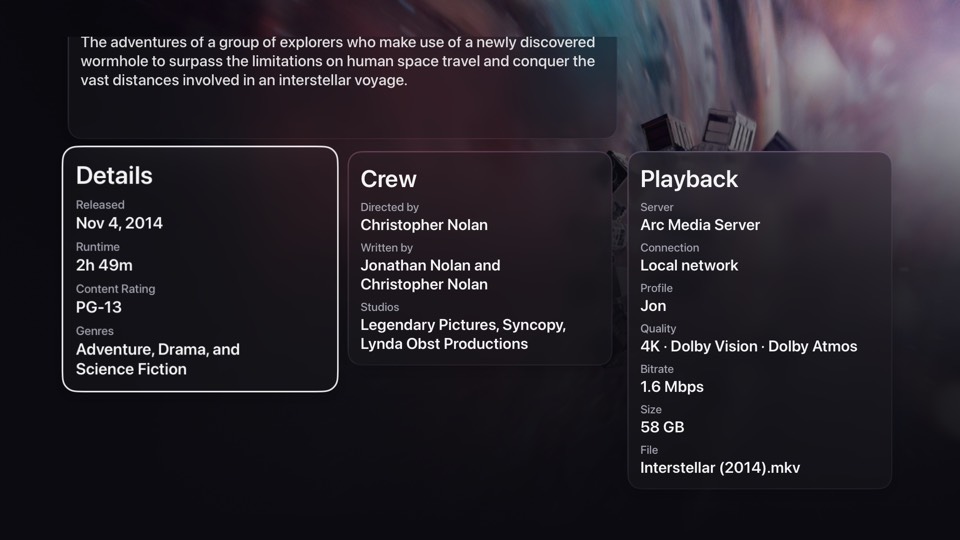 The adventures of a group of explorers who make use of a newly discovered
wormhole to surpass the limitations on human space travel and conquer the
vast distances involved in an interstellar voyage.
Details
Released
Nov 4, 2014
Runtime
2h 49m
Content Rating
PG-13
Genres
Adventure, Drama, and
Science Fiction
Crew
Directed by
Christopher Nolan
Written by
Jonathan Nolan and
Christopher Nolan
Studios
Legendary Pictures, Syncopy,
Lynda Obst Productions
Playback
Server
Arc Media Server
Connection
Local network
Profile
Jon
Quality
4K · Dolby Vision · Dolby Atmos
Bitrate
1.6 Mbps
Size
58 GB
File
Interstellar (2014).mkv